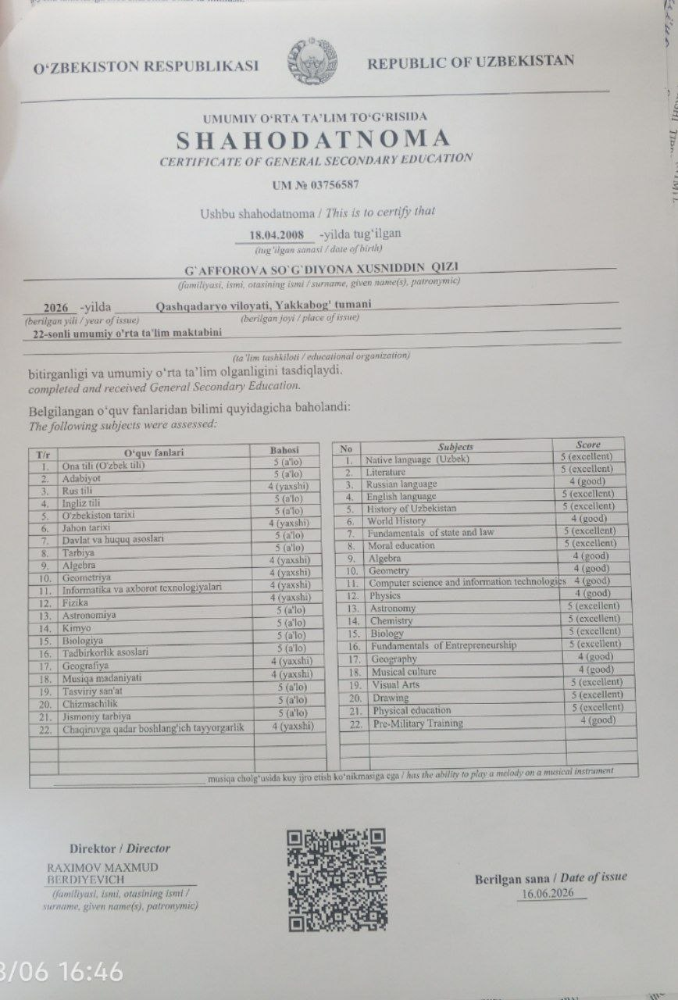 O‘ZBEKISTON RESPUBLIKASI
REPUBLIC OF UZBEKISTAN
UMUMIY O‘RTA TA’LIM TO‘G‘RISIDA
SHAHODATNOMA
CERTIFICATE OF GENERAL SECONDARY EDUCATION
UM № 03756587
Ushbu shahodatnoma / This is to certify that
18.04.2008 -yilda tug‘ilgan
(tug‘ilgan sanasi / date of birth)
G`AFFOROVA SO`G`DIYONA XUSNIDDIN QIZI
(familiyasi, ismi, otasining ismi / surname, given name(s), patronymic)
2026 -yilda Qashqadaryo viloyati, Yakkabog' tumani
(berilgan yili / year of issue) (berilgan joyi / place of issue)
22-sonli umumiy o'rta ta'lim maktabini
(ta’lim tashkiloti / educational organization)
bitirganligi va umumiy o‘rta ta’lim olganligini tasdiqlaydi.
completed and received General Secondary Education.
Belgilangan o‘quv fanlaridan bilimi quyidagicha baholandi:
The following subjects were assessed:
T/r O‘quv fanlari Bahosi
1. Ona tili (O'zbek tili) 5 (a'lo)
2. Adabiyot 5 (a'lo)
3. Rus tili 4 (yaxshi)
4. Ingliz tili 5 (a'lo)
5. O'zbekiston tarixi 5 (a'lo)
6. Jahon tarixi 4 (yaxshi)
7. Davlat va huquq asoslari 5 (a'lo)
8. Tarbiya 5 (a'lo)
9. Algebra 4 (yaxshi)
10. Geometriya 4 (yaxshi)
11. Informatika va axborot texnologiyalari 4 (yaxshi)
12. Fizika 4 (yaxshi)
13. Astronomiya 5 (a'lo)
14. Kimyo 5 (a'lo)
15. Biologiya 5 (a'lo)
16. Tadbirkorlik asoslari 5 (a'lo)
17. Geografiya 4 (yaxshi)
18. Musiqa madaniyati 4 (yaxshi)
19. Tasviriy san'at 5 (a'lo)
20. Chizmachilik 5 (a'lo)
21. Jismoniy tarbiya 5 (a'lo)
22. Chaqiruvga qadar boshlang'ich tayyorgarlik 4 (yaxshi)
No Subjects Score
1. Native language (Uzbek) 5 (excellent)
2. Literature 5 (excellent)
3. Russian language 4 (good)
4. English language 5 (excellent)
5. History of Uzbekistan 5 (excellent)
6. World History 4 (good)
7. Fundamentals of state and law 5 (excellent)
8. Moral education 5 (excellent)
9. Algebra 4 (good)
10. Geometry 4 (good)
11. Computer science and information technologies 4 (good)
12. Physics 4 (good)
13. Astronomy 5 (excellent)
14. Chemistry 5 (excellent)
15. Biology 5 (excellent)
16. Fundamentals of Entrepreneurship 5 (excellent)
17. Geography 4 (good)
18. Musical culture 4 (good)
19. Visual Arts 5 (excellent)
20. Drawing 5 (excellent)
21. Physical education 5 (excellent)
22. Pre-Military Training 4 (good)
musiqa cholg‘usida kuy ijro etish ko‘nikmasiga ega / has the ability to play a melody on a musical instrument
Direktor / Director
RAXIMOV MAXMUD
BERDIYEVICH
(familiyasi, ismi, otasining ismi /
surname, given name(s), patronymic)
Berilgan sana / Date of issue
16.06.2026
3/06 16:46